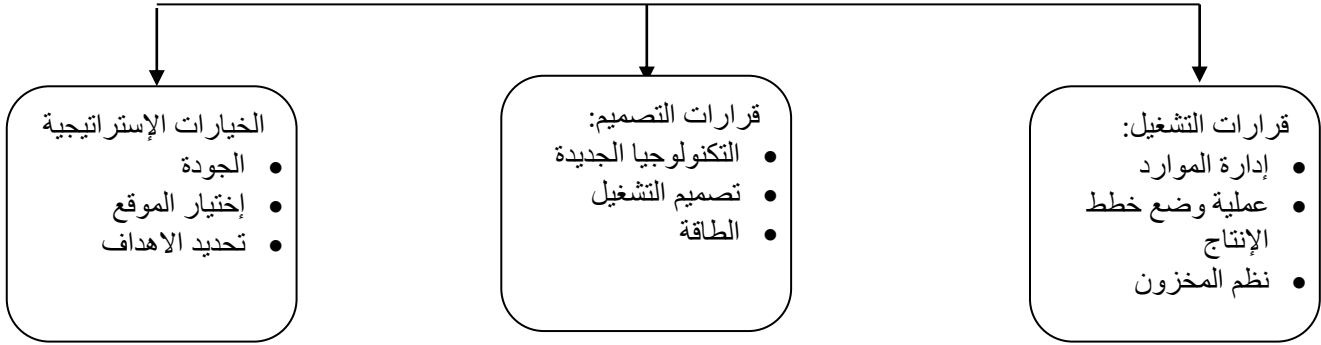 قرارات التشغيل:
• إدارة الموارد
• عملية وضع خطط
الإنتاج
• نظم المخزون
قرارات التصميم:
• التكنولوجيا الجديدة
• تصميم التشغيل
• الطاقة
الخيارات الإستراتيجية
• الجودة
• إختيار الموقع
• تحديد الاهداف